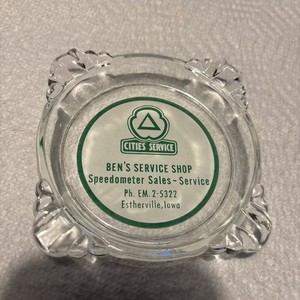 CITIES SERVICE
BEN'S SERVICE SHOP
Speedometer Sales - Service
Ph. EM. 2-5322
Estherville, Iowa